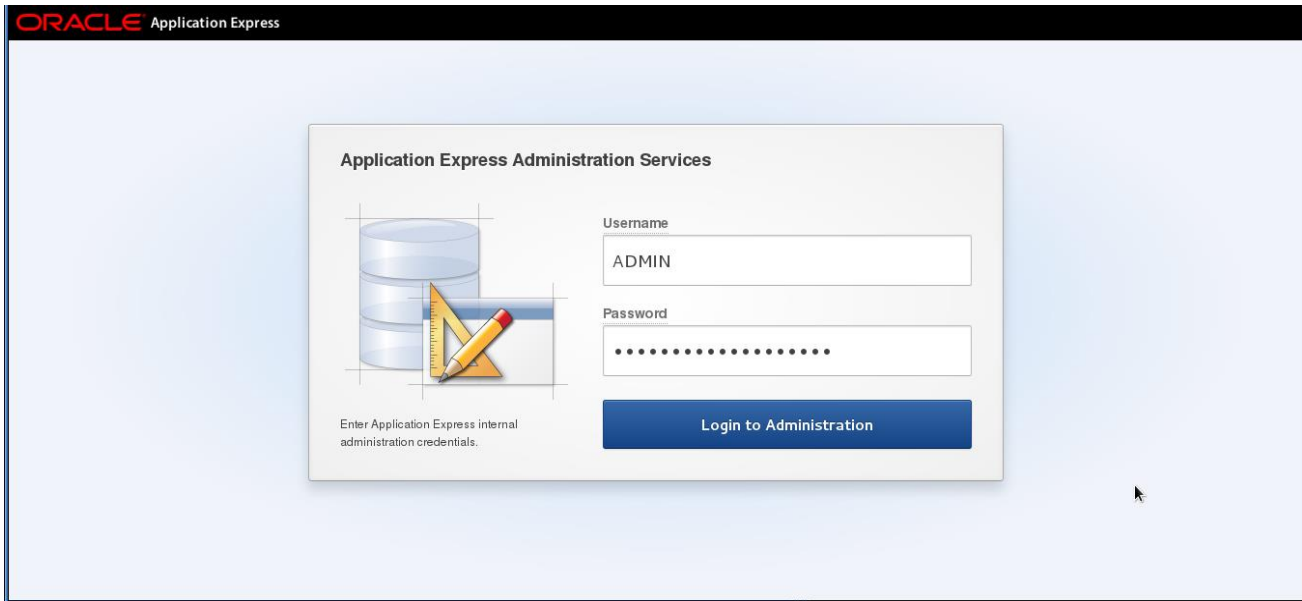 ORACLE Application Express
Application Express Administration Services
Username
ADMIN
Password
•••••••••••••••••••
Enter Application Express internal
administration credentials.
Login to Administration